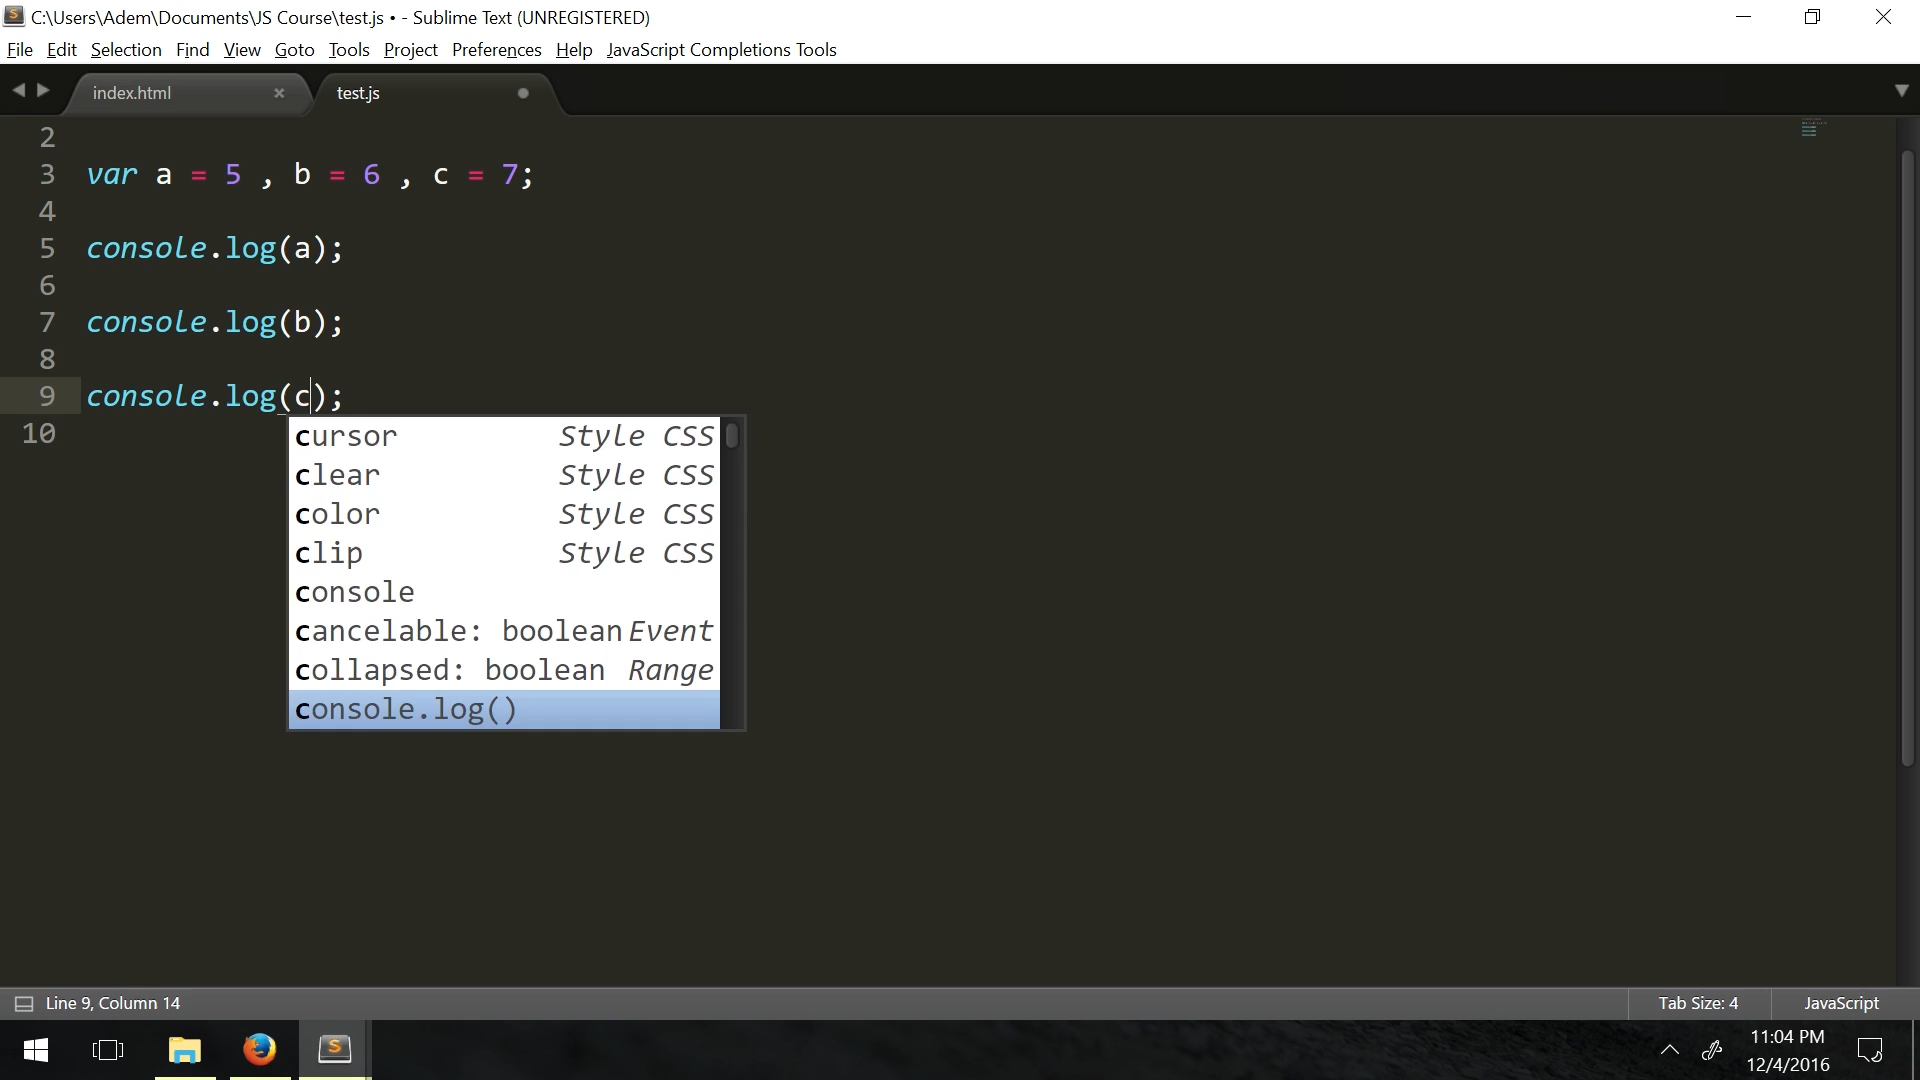 C:\Users\Adem\Documents\JS Course\test.js • - Sublime Text (UNREGISTERED)
File Edit Selection Find View Goto Tools Project Preferences Help JavaScript Completions Tools
index.html × test.js
2
3 var a = 5 , b = 6 , c = 7;
4
5 console.log(a);
6
7 console.log(b);
8
9 console.log(c);
10
cursor Style CSS
clear Style CSS
color Style CSS
clip Style CSS
console
cancelable: boolean Event
collapsed: boolean Range
console.log()
Line 9, Column 14 Tab Size: 4 JavaScript
11:04 PM
12/4/2016